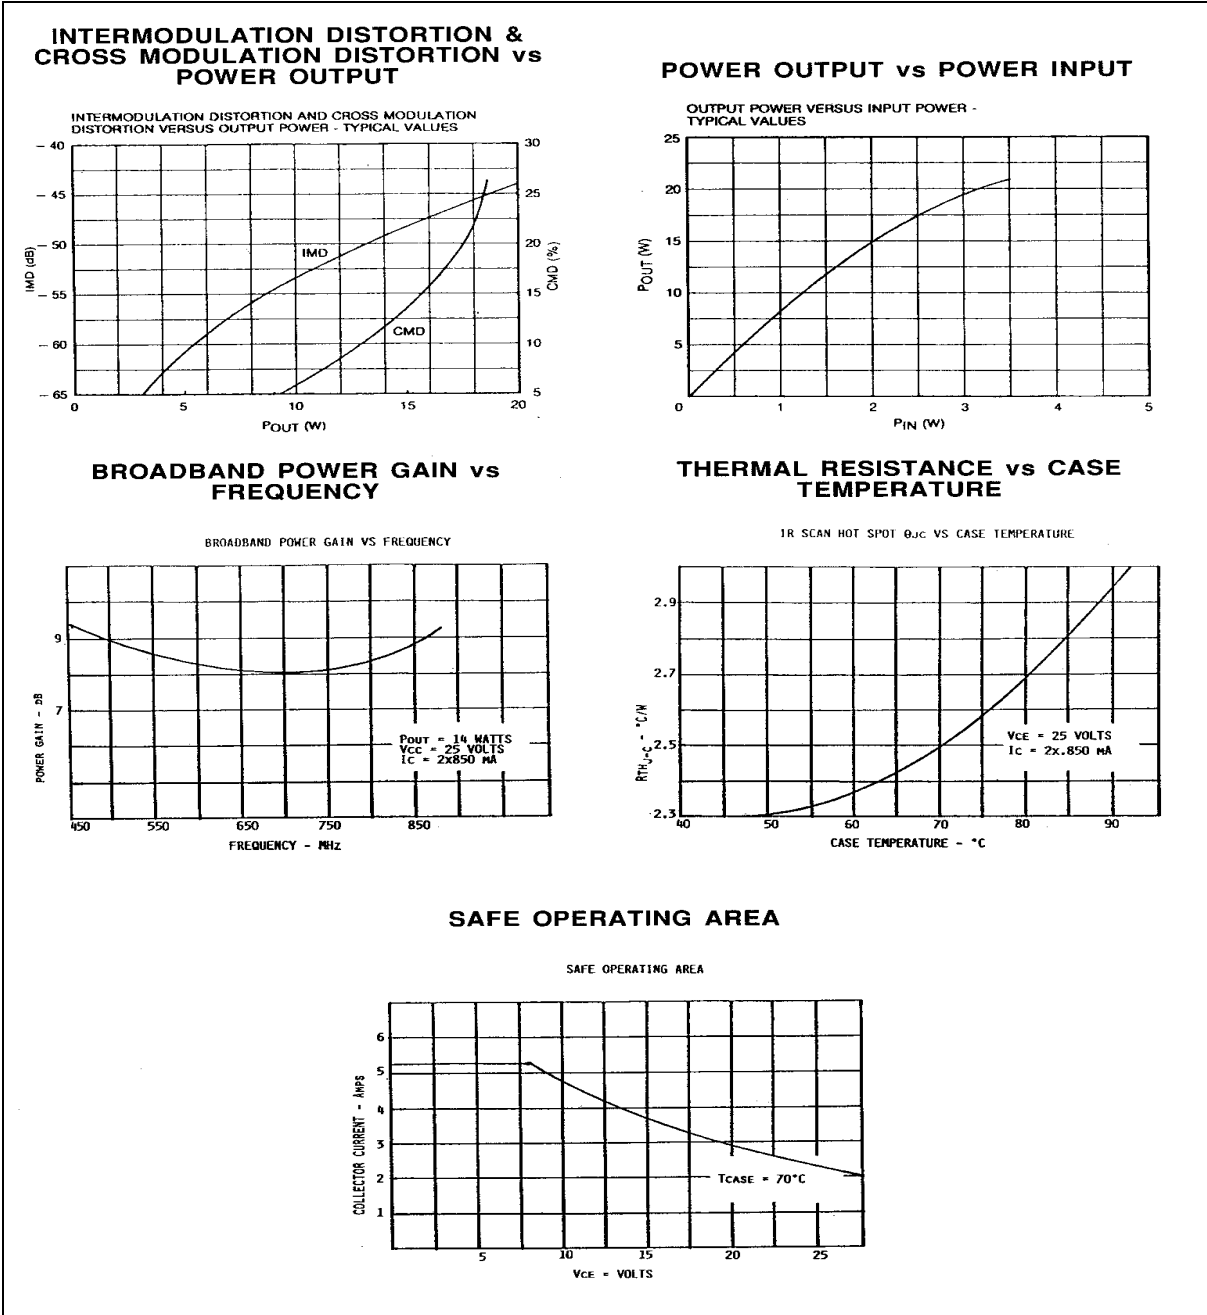 INTERMODULATION DISTORTION &
CROSS MODULATION DISTORTION vs
POWER OUTPUT
INTERMODULATION DISTORTION AND CROSS MODULATION
DISTORTION VERSUS OUTPUT POWER - TYPICAL VALUES
IMD (dB)
- 40
- 45
- 50
- 55
- 60
- 65
IMD
CMD
30
25
20
15
10
5
CMD (%)
0 5 10 15 20
POUT (W)
POWER OUTPUT vs POWER INPUT
OUTPUT POWER VERSUS INPUT POWER -
TYPICAL VALUES
POUT (W)
25
20
15
10
5
0 1 2 3 4 5
PIN (W)
BROADBAND POWER GAIN vs
FREQUENCY
BROADBAND POWER GAIN VS FREQUENCY
POWER GAIN - DB
9
7
POUT = 14 WATTS
VCC = 25 VOLTS
IC = 2x850 MA
450 550 650 750 850
FREQUENCY - MHz
THERMAL RESISTANCE vs CASE
TEMPERATURE
IR SCAN HOT SPOT θJC VS CASE TEMPERATURE
RTHJ-C - °C/W
2.9
2.7
2.5
2.3
VCE = 25 VOLTS
IC = 2x.850 MA
40 50 60 70 80 90
CASE TEMPERATURE - °C
SAFE OPERATING AREA
SAFE OPERATING AREA
COLLECTOR CURRENT - AMPS
6
5
4
3
2
1
TCASE = 70°C
5 10 15 20 25
VCE = VOLTS